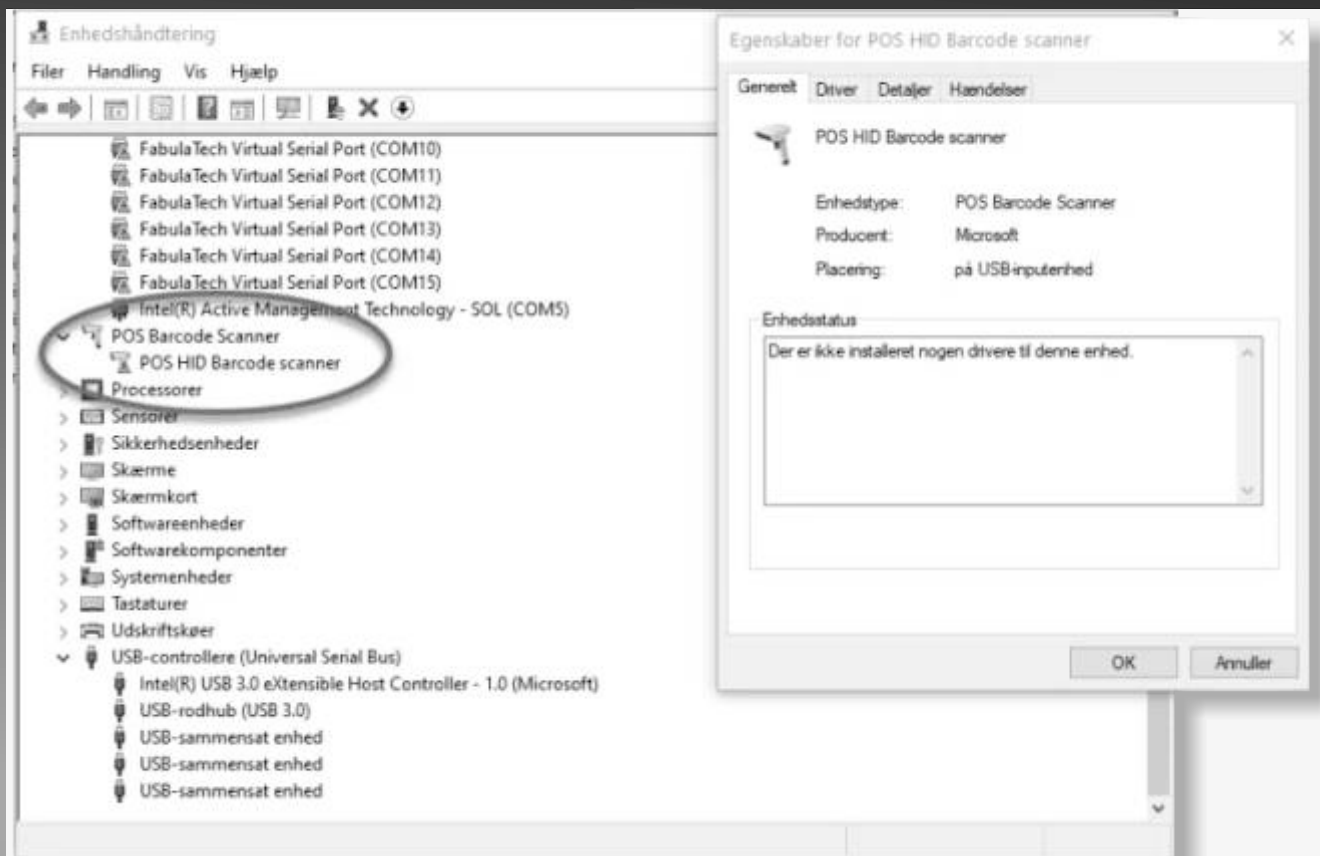 Enhedshåndtering
Filer Handling Vis Hjælp
FabulaTech Virtual Serial Port (COM10)
FabulaTech Virtual Serial Port (COM11)
FabulaTech Virtual Serial Port (COM12)
FabulaTech Virtual Serial Port (COM13)
FabulaTech Virtual Serial Port (COM14)
FabulaTech Virtual Serial Port (COM15)
Intel(R) Active Management Technology - SOL (COM5)
POS Barcode Scanner
POS HID Barcode scanner
Processorer
Sensorer
Sikkerhedsenheder
Skærme
Skærmkort
Softwareenheder
Softwarekomponenter
Systemenheder
Tastaturer
Udskriftskøer
USB-controllere (Universal Serial Bus)
Intel(R) USB 3.0 eXtensible Host Controller - 1.0 (Microsoft)
USB-rodhub (USB 3.0)
USB-sammensat enhed
USB-sammensat enhed
USB-sammensat enhed
Egenskaber for POS HID Barcode scanner
Generelt Driver Detaljer Hændelser
POS HID Barcode scanner
Enhedstype: POS Barcode Scanner
Producent: Microsoft
Placering: på USB-inputenhed
Enhedsstatus
Der er ikke installeret nogen drivere til denne enhed.
OK Annuller